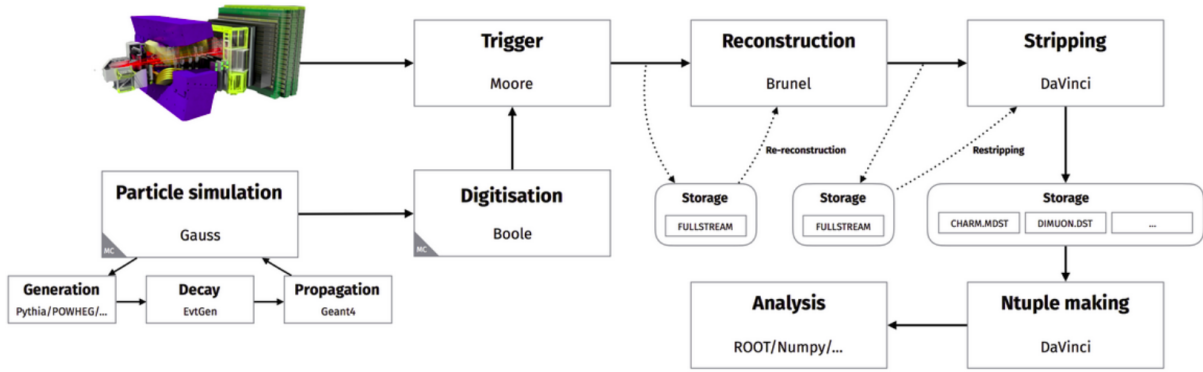 Trigger
Moore
Reconstruction
Brunel
Stripping
DaVinci
Re-reconstruction
Restripping
Particle simulation
Gauss
MC
Digitisation
Boole
MC
Storage
FULLSTREAM
Storage
FULLSTREAM
Storage
CHARM.MDST
DIMUON.DST
...
Generation
Pythia/POWHEG/...
Decay
EvtGen
Propagation
Geant4
Analysis
ROOT/Numpy/...
Ntuple making
DaVinci